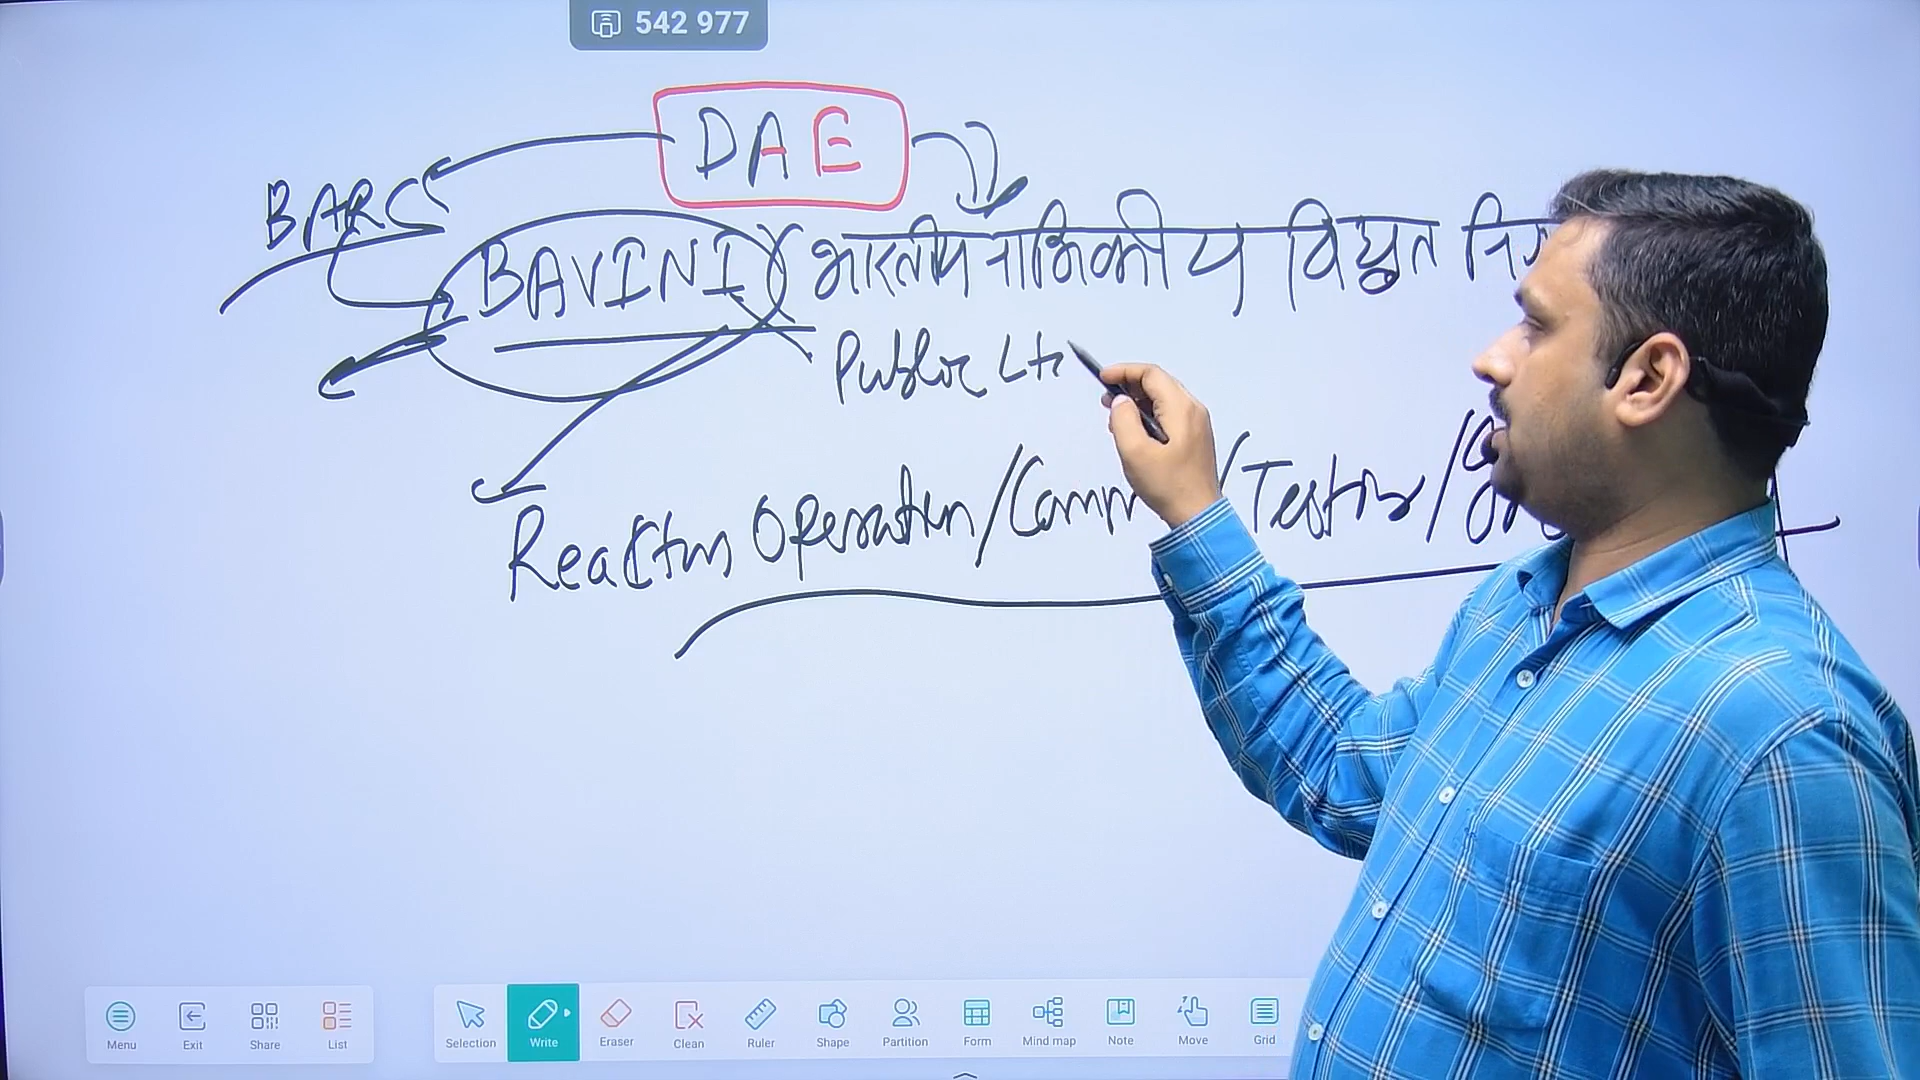 542 977
DAE
BARC
BAVINI (भारतीय नाभिकीय विद्युत
Public Ltd
Reactor Operation/Comm / Testing /
Menu Exit Share List Selection Write Eraser Clean Ruler Shape Partition Form Mind map Note Move Grid